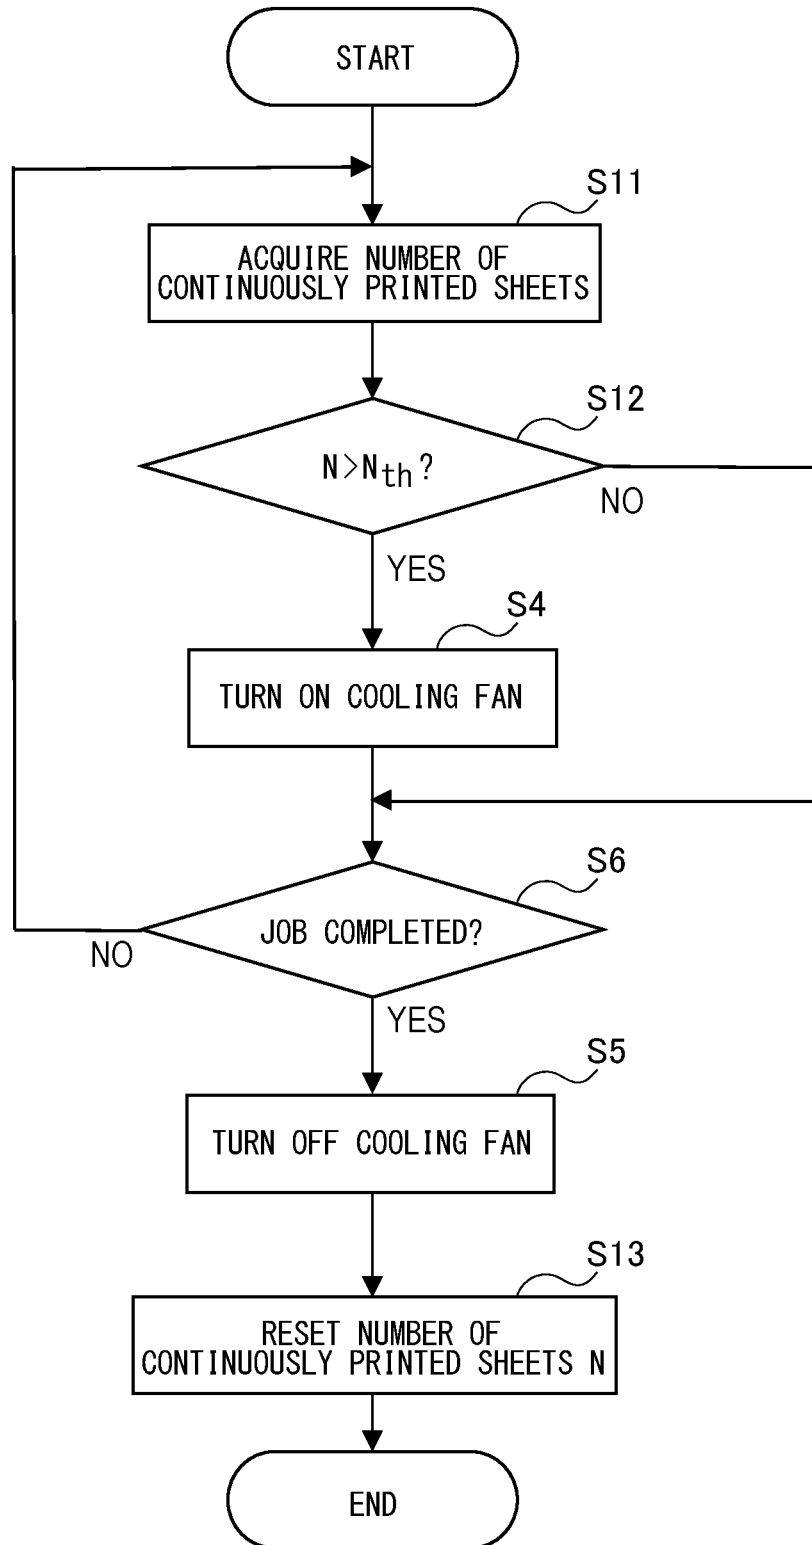 START
S11
ACQUIRE NUMBER OF
CONTINUOUSLY PRINTED SHEETS
S12
N>Nth?
NO
YES
S4
TURN ON COOLING FAN
S6
JOB COMPLETED?
NO
YES
S5
TURN OFF COOLING FAN
S13
RESET NUMBER OF
CONTINUOUSLY PRINTED SHEETS N
END